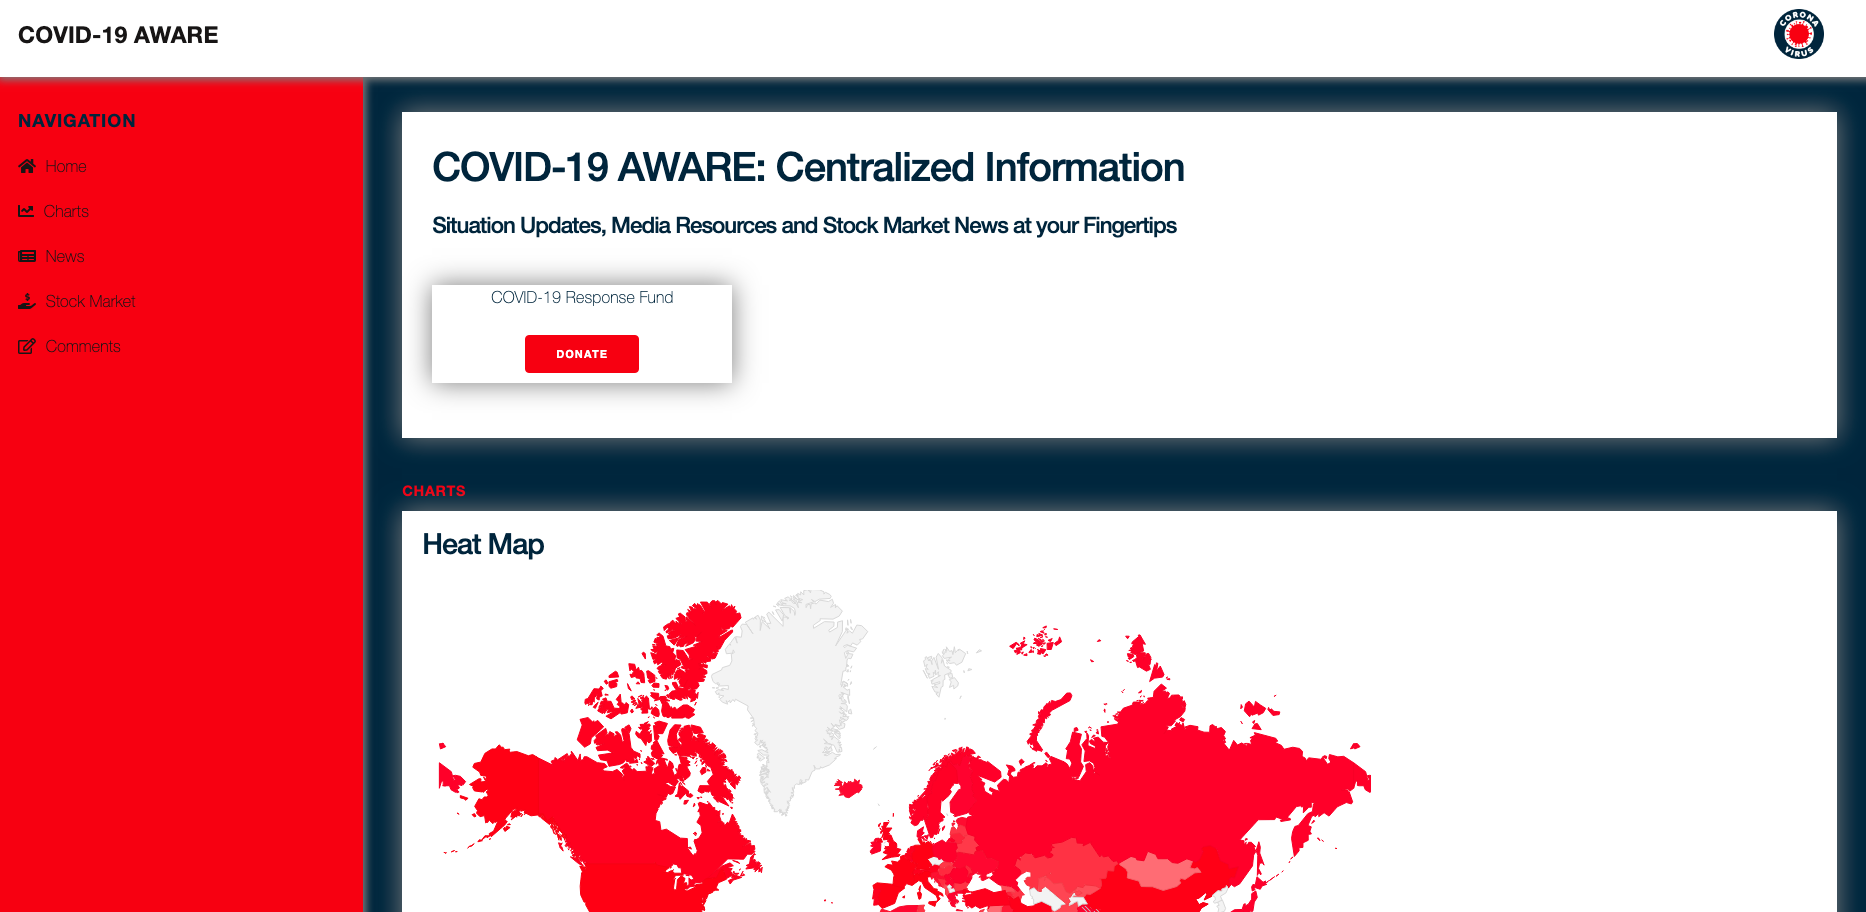 COVID-19 AWARE
CORONA
VIRUS
NAVIGATION
Home
Charts
News
Stock Market
Comments
COVID-19 AWARE: Centralized Information
Situation Updates, Media Resources and Stock Market News at your Fingertips
COVID-19 Response Fund
DONATE
CHARTS
Heat Map